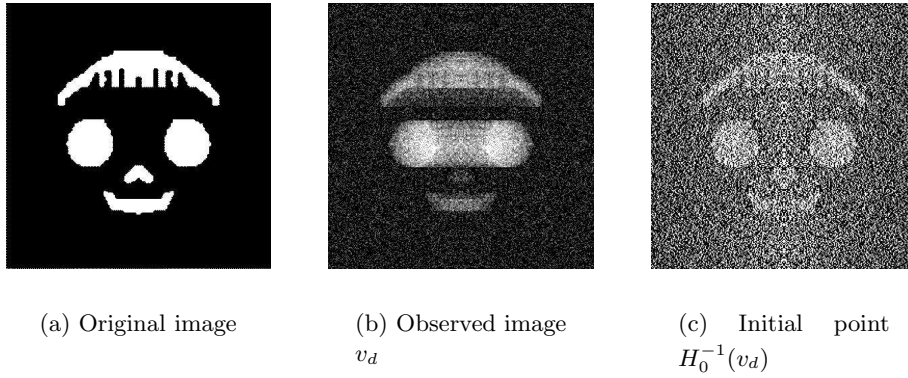 (a) Original image
(b) Observed image
v_d
(c) Initial point
H_0^{-1}(v_d)